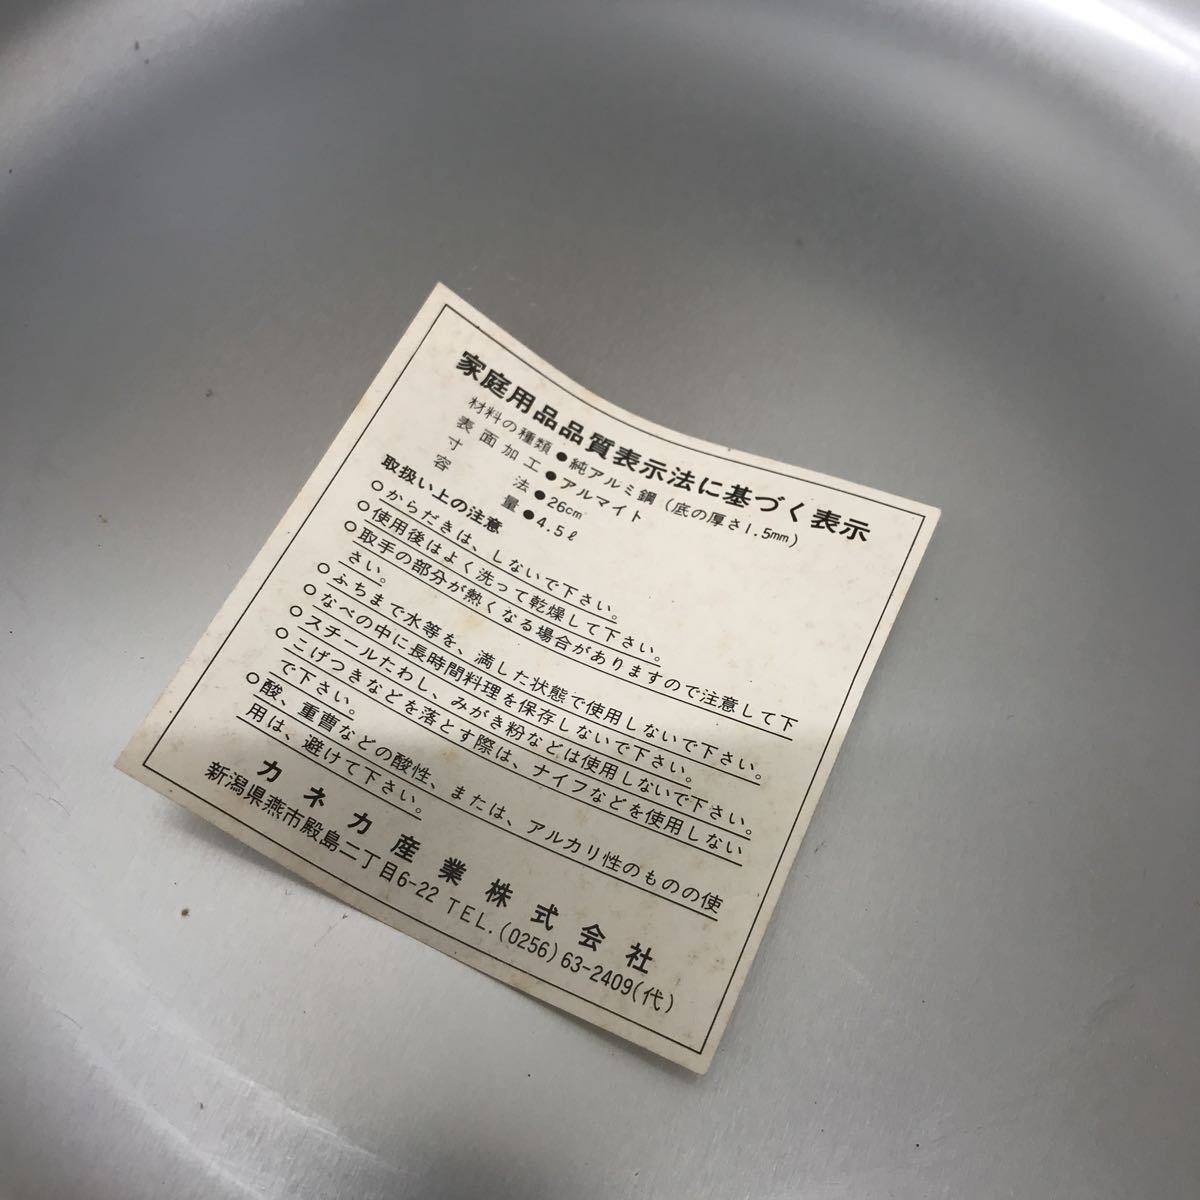 家庭用品品質表示法に基づく表示
材料の種類●純アルミ鋼(底の厚さ1.5mm)
表面加工●アルマイト
寸法●26cm
容量●4.5ℓ
取扱い上の注意
○からだきは、しないで下さい。
○使用後はよく洗って乾燥して下さい。
○取手の部分が熱くなる場合がありますので注意して下
さい。
○ふちまで水等を、満した状態で使用しないで下さい。
○なべの中に長時間料理を保存しないで下さい。
○スチールたわし、みがき粉などは使用しないで下さい。
○こげつきなどを落とす際は、ナイフなどを使用しない
で下さい。
○酸、重曹などの酸性、または、アルカリ性のものの使
用は、避けて下さい。
カネカ産業株式会社
新潟県燕市殿島二丁目6-22 TEL.(0256)63-2409(代)